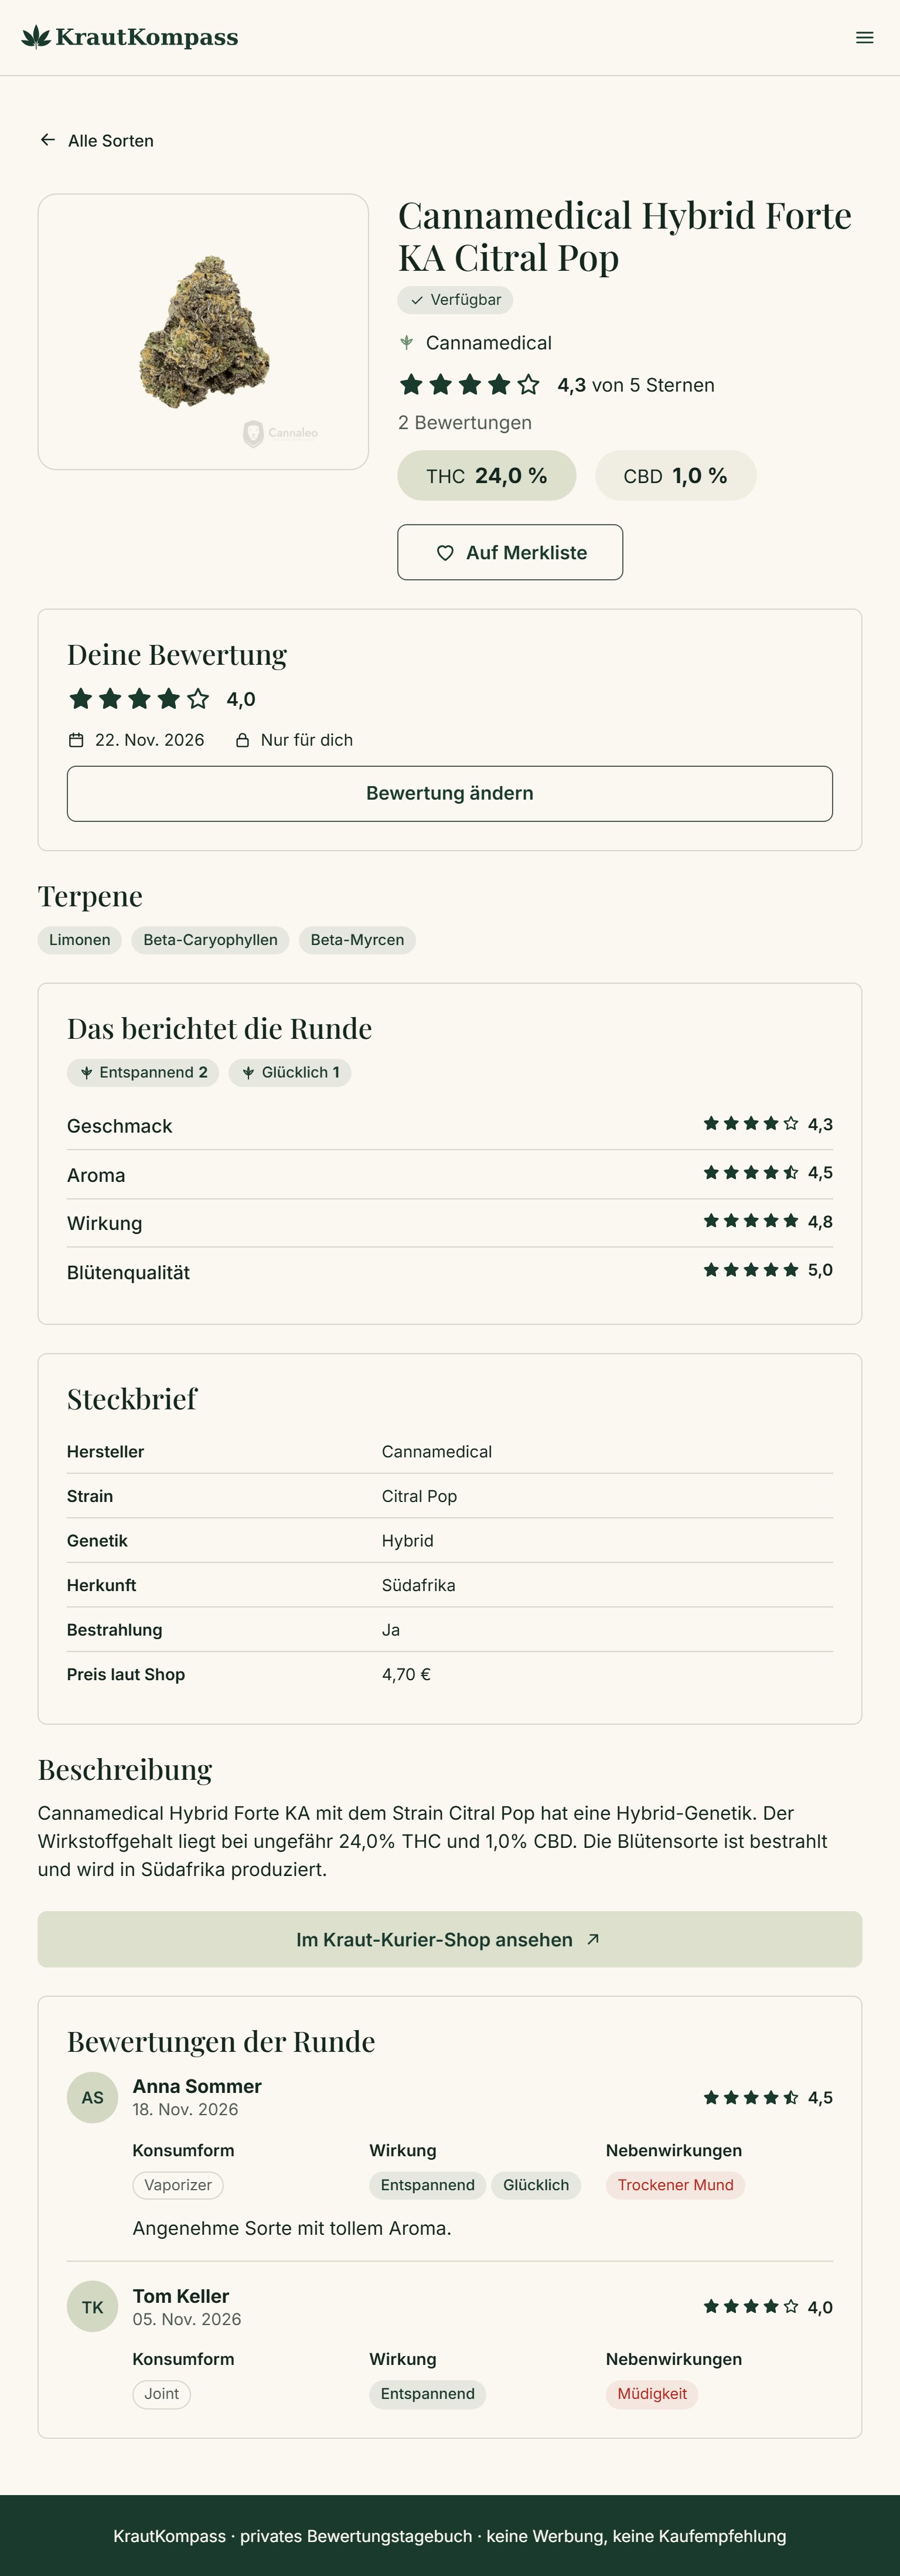 KrautKompass
Alle Sorten
Cannaleo
Cannamedical Hybrid Forte
KA Citral Pop
Verfügbar
Cannamedical
4,3 von 5 Sternen
2 Bewertungen
THC 24,0 %
CBD 1,0 %
Auf Merkliste
Deine Bewertung
4,0
22. Nov. 2026
Nur für dich
Bewertung ändern
Terpene
Limonen
Beta-Caryophyllen
Beta-Myrcen
Das berichtet die Runde
Entspannend 2
Glücklich 1
Geschmack 4,3
Aroma 4,5
Wirkung 4,8
Blütenqualität 5,0
Steckbrief
Hersteller Cannamedical
Strain Citral Pop
Genetik Hybrid
Herkunft Südafrika
Bestrahlung Ja
Preis laut Shop 4,70 €
Beschreibung
Cannamedical Hybrid Forte KA mit dem Strain Citral Pop hat eine Hybrid-Genetik. Der
Wirkstoffgehalt liegt bei ungefähr 24,0% THC und 1,0% CBD. Die Blütensorte ist bestrahlt
und wird in Südafrika produziert.
Im Kraut-Kurier-Shop ansehen
Bewertungen der Runde
AS
Anna Sommer
18. Nov. 2026
4,5
Konsumform Wirkung Nebenwirkungen
Vaporizer Entspannend Glücklich Trockener Mund
Angenehme Sorte mit tollem Aroma.
TK
Tom Keller
05. Nov. 2026
4,0
Konsumform Wirkung Nebenwirkungen
Joint Entspannend Müdigkeit
KrautKompass · privates Bewertungstagebuch · keine Werbung, keine Kaufempfehlung